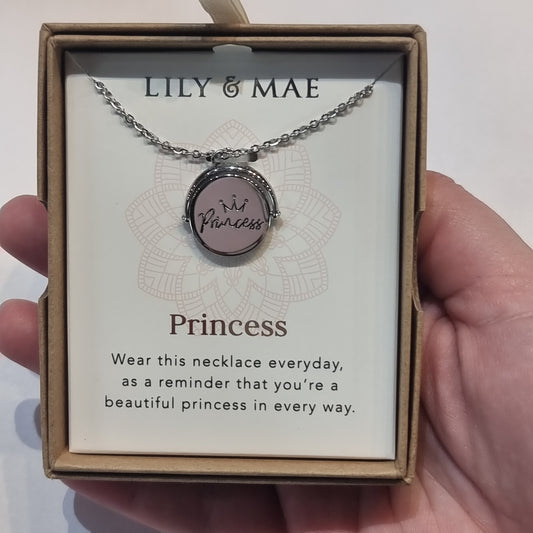 LILY & MAE
Princess
Princess
Wear this necklace everyday,
as a reminder that you're a
beautiful princess in every way.